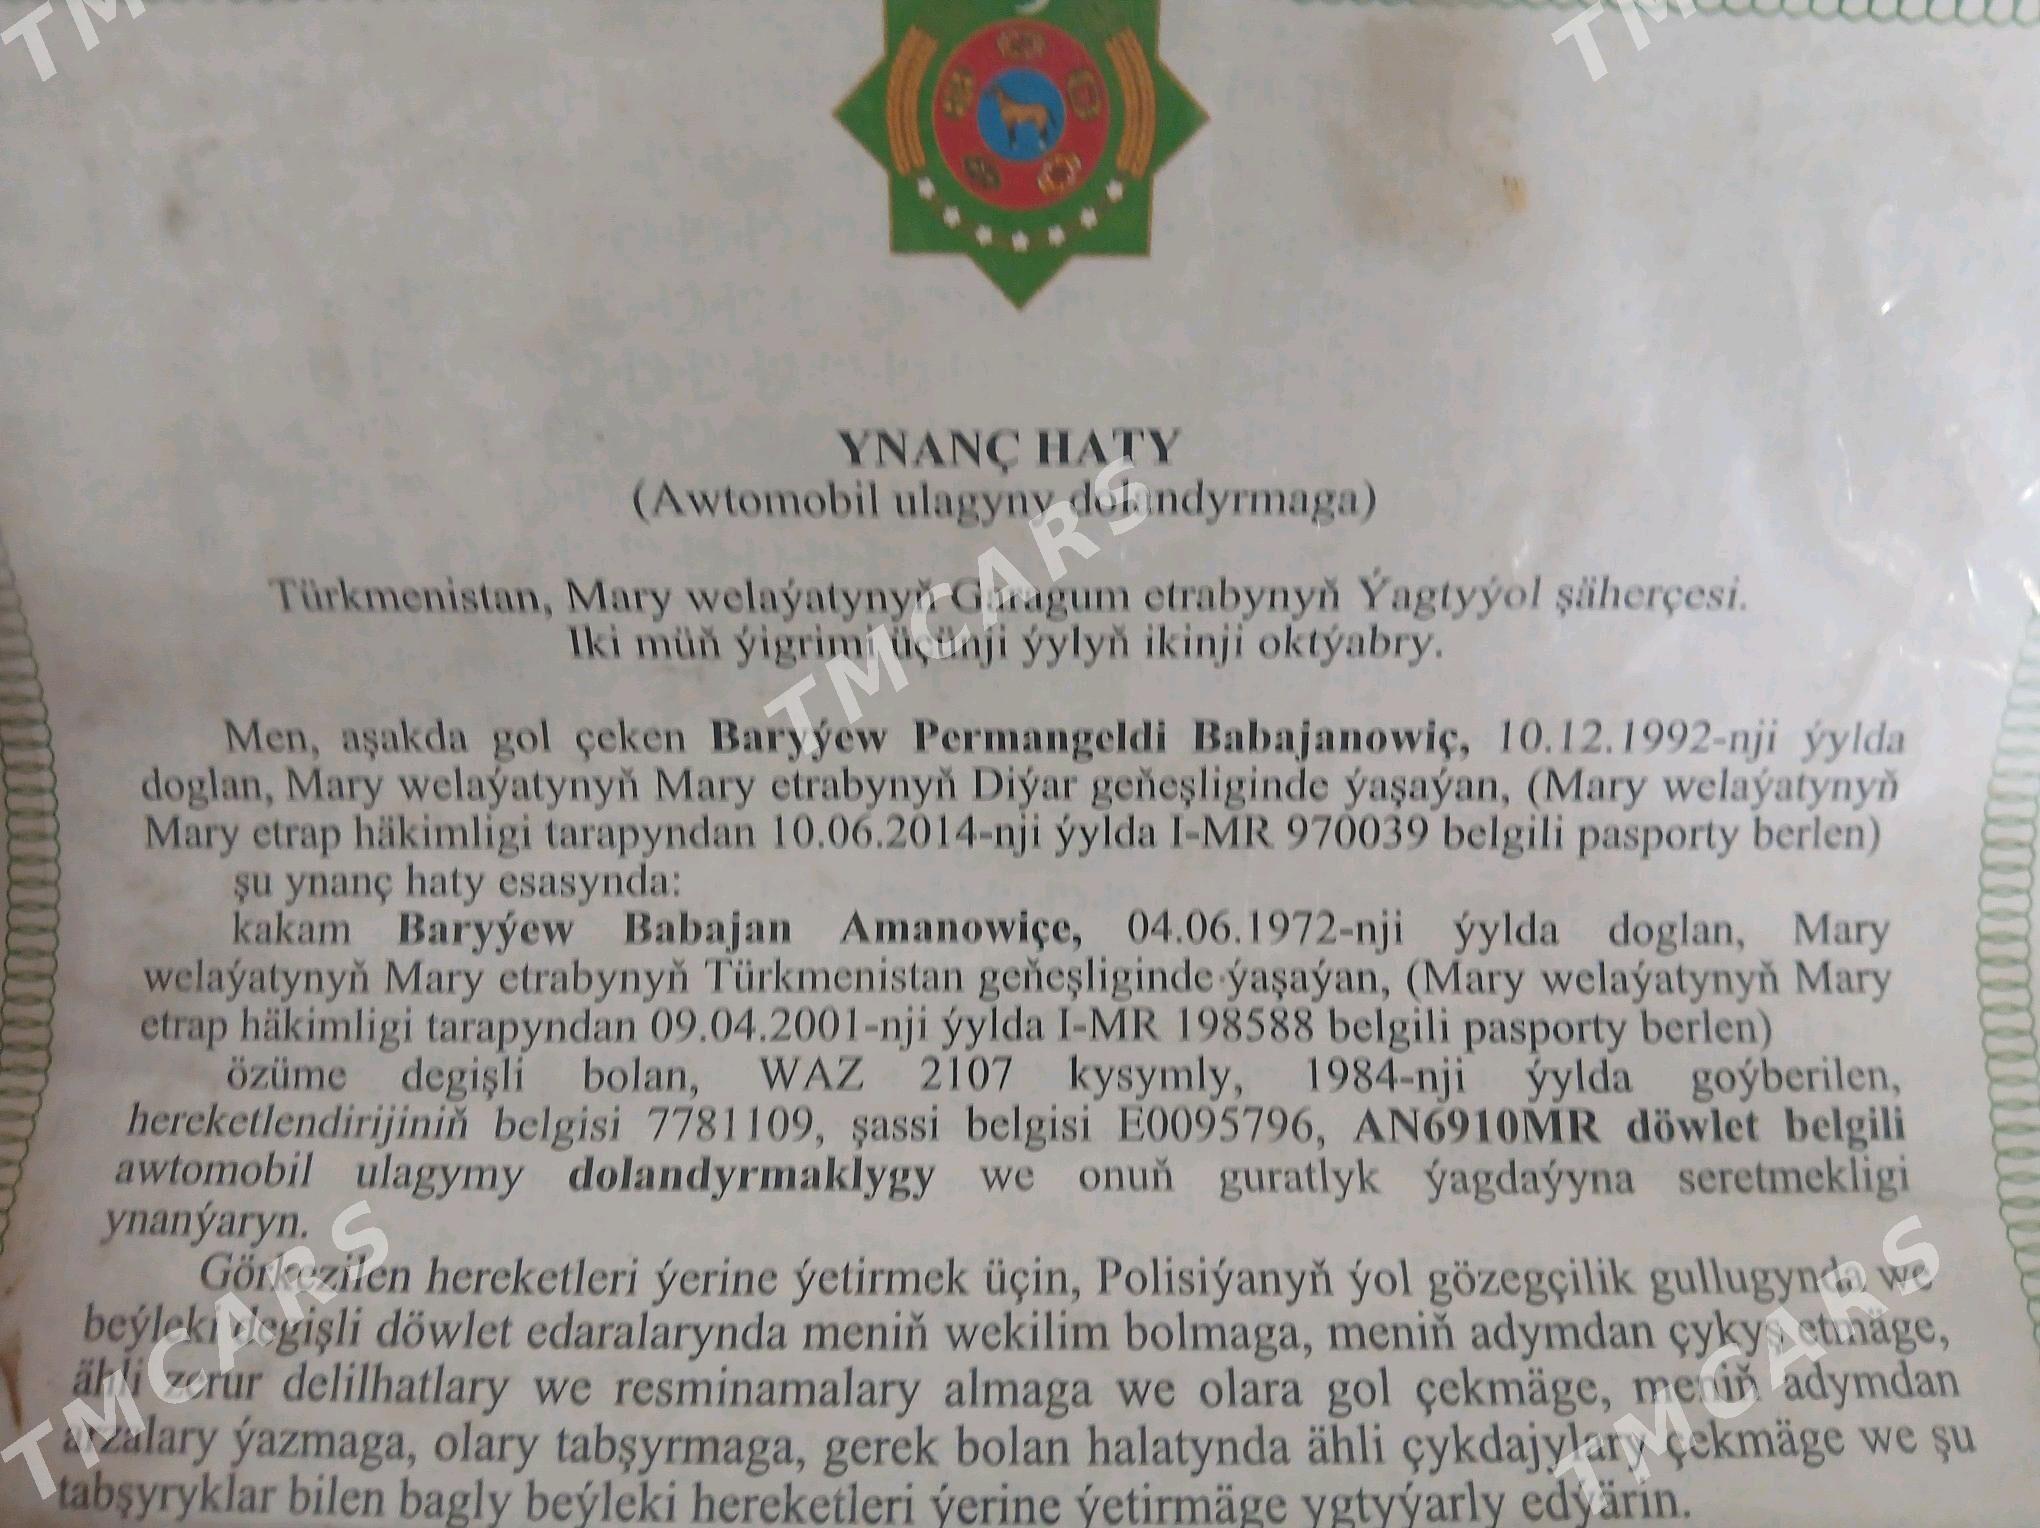 YNANÇ HATY
(Awtomobil ulagyny dolandyrmaga)
Türkmenistan, Mary welaýatynyň Garagum etrabynyň Ýagtyýol şäherçesi.
Iki müň ýigrimi üçünji ýylyň ikinji oktýabry.
Men, aşakda gol çeken Baryýew Permangeldi Babajanowiç, 10.12.1992-nji ýylda
doglan, Mary welaýatynyň Mary etrabynyň Diýar geňeşliginde ýaşaýan, (Mary welaýatynyň
Mary etrap häkimligi tarapyndan 10.06.2014-nji ýylda I-MR 970039 belgili pasporty berlen)
şu ynanç haty esasynda:
kakam Baryýew Babajan Amanowiçe, 04.06.1972-nji ýylda doglan, Mary
welaýatynyň Mary etrabynyň Türkmenistan geňeşliginde ýaşaýan, (Mary welaýatynyň Mary
etrap häkimligi tarapyndan 09.04.2001-nji ýylda I-MR 198588 belgili pasporty berlen)
özüme degişli bolan, WAZ 2107 kysymly, 1984-nji ýylda goýberilen,
hereketlendirijiniň belgisi 7781109, şassi belgisi E0095796, AN6910MR döwlet belgili
awtomobil ulagymy dolandyrmaklygy we onuň guratlyk ýagdaýyna seretmekligi
ynanýaryn.
Görkezilen hereketleri ýerine ýetirmek üçin, Polisiýanyň ýol gözegçilik gullugynda we
beýleki degişli döwlet edaralarynda meniň wekilim bolmaga, meniň adymdan çykyş etmäge,
ähli zerur delilhatlary we resminamalary almaga we olara gol çekmäge, meniň adymdan
arzalary ýazmaga, olary tabşyrmaga, gerek bolan halatynda ähli çykdajylary çekmäge we şu
tabşyryklar bilen bagly beýleki hereketleri ýerine ýetirmäge ygtyýarly edýärin.
TMCARS
TMCARS
TMCARS